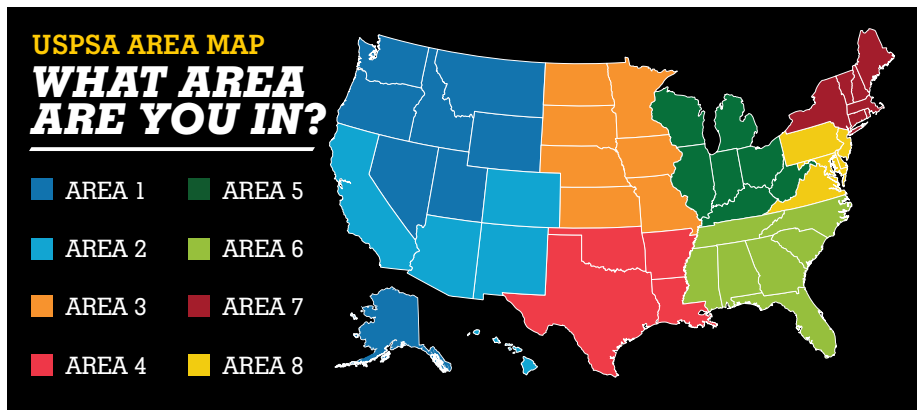 USPSA AREA MAP
WHAT AREA
ARE YOU IN?
AREA 1
AREA 2
AREA 3
AREA 4
AREA 5
AREA 6
AREA 7
AREA 8